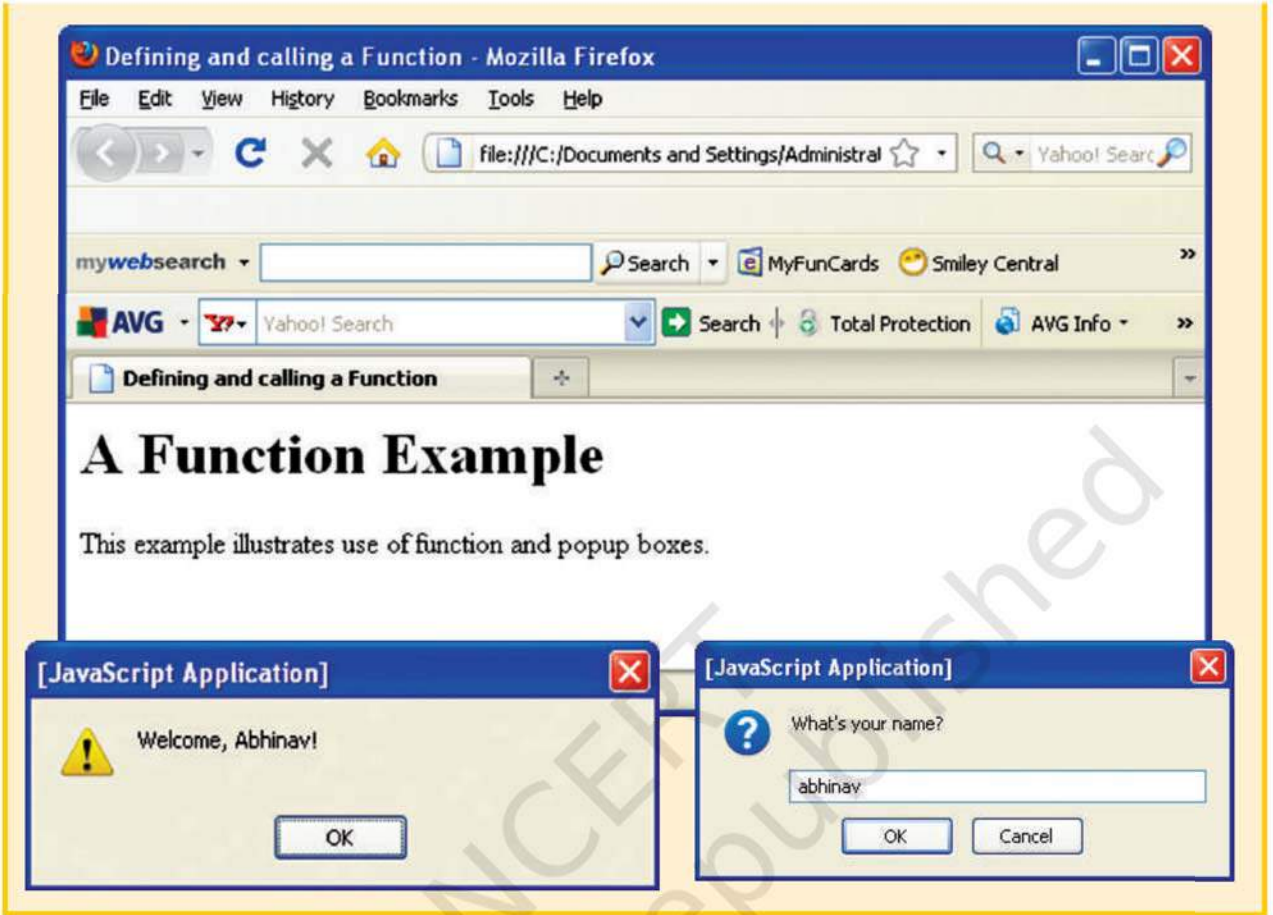 Defining and calling a Function - Mozilla Firefox
File Edit View History Bookmarks Tools Help
file:///C:/Documents and Settings/Administral Yahoo! Searc
mywebsearch Search MyFunCards Smiley Central »
AVG Y? Yahoo! Search Search Total Protection AVG Info »
Defining and calling a Function
A Function Example
This example illustrates use of function and popup boxes.
[JavaScript Application]
Welcome, Abhinav!
OK
[JavaScript Application]
What's your name?
abhinav
OK Cancel
NCERT
republished